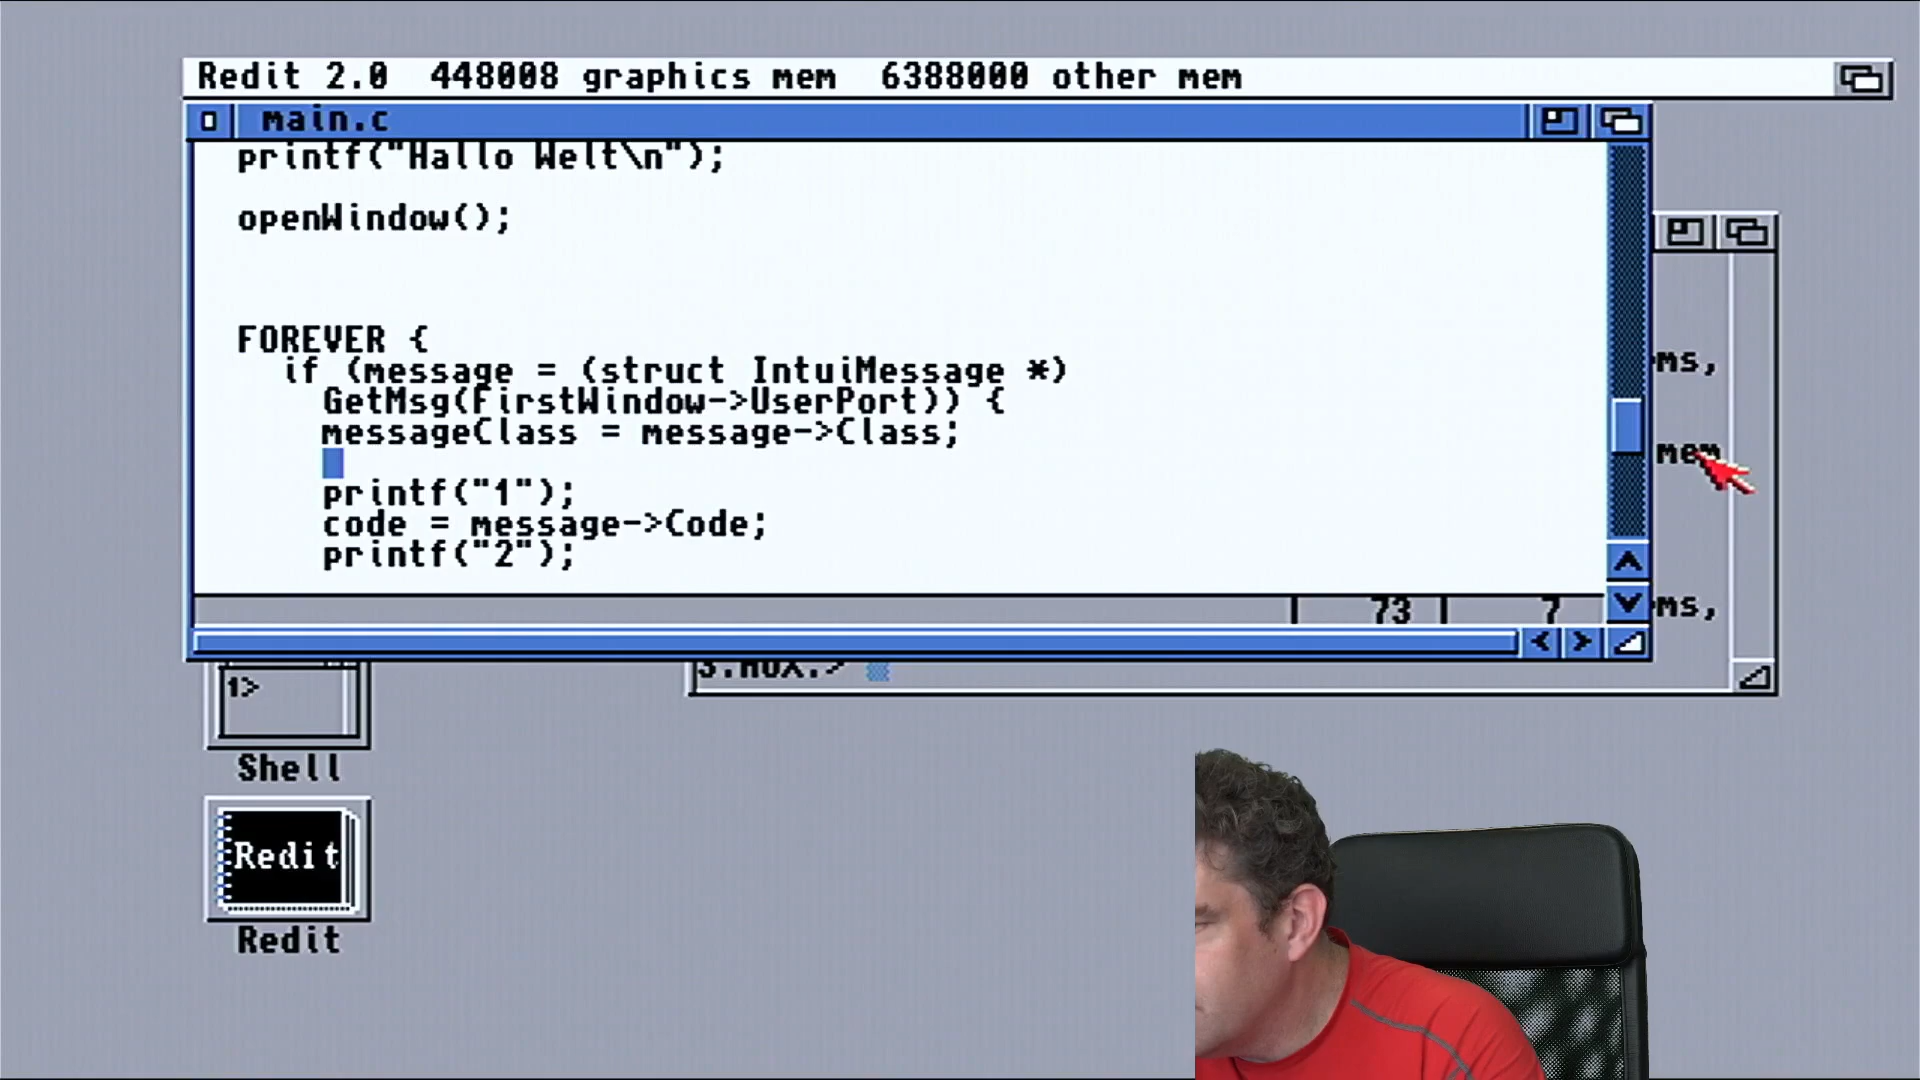 Redit 2.0 448008 graphics mem 6388000 other mem
main.c
printf("Hallo Welt\n");
openWindow();
FOREVER {
if (message = (struct IntuiMessage *)
GetMsg(FirstWindow->UserPort)) {
messageClass = message->Class;
printf("1");
code = message->Code;
printf("2");
73 7
ms,
mem
ms,
1>
Shell
Redit
Redit